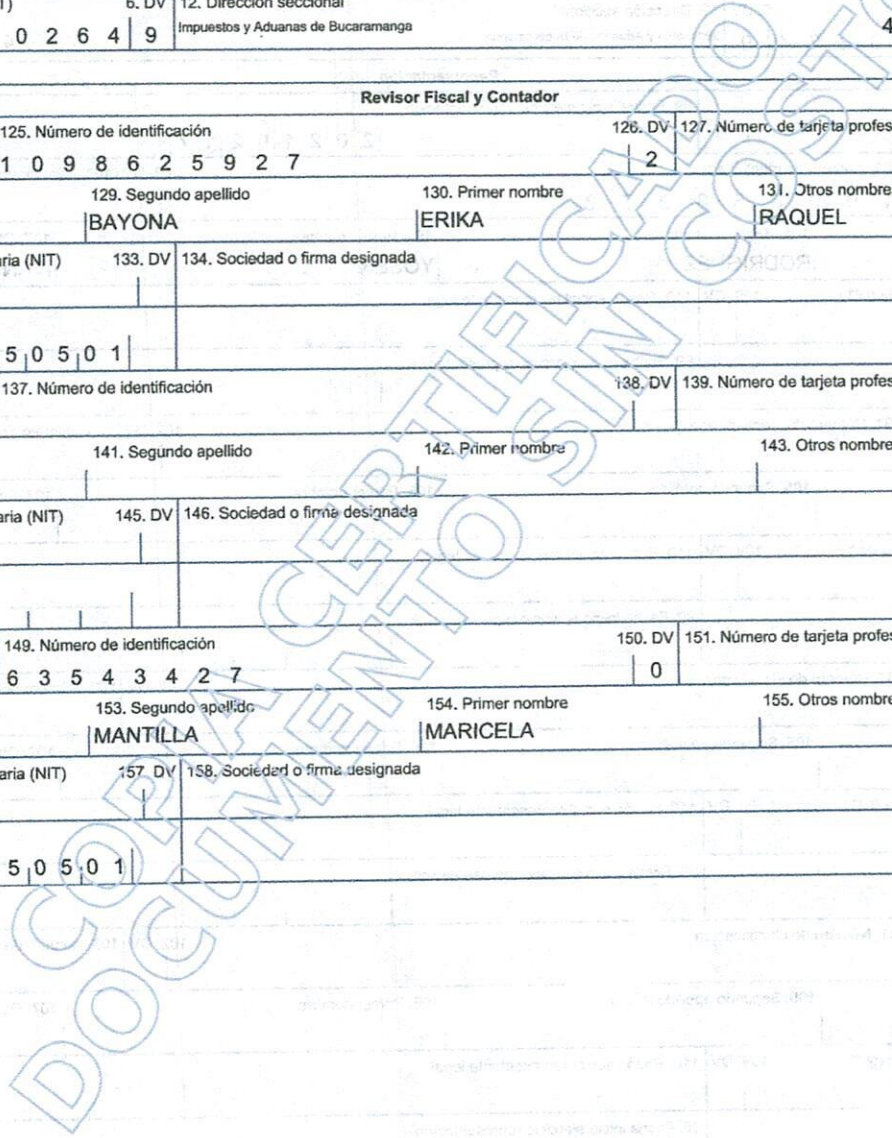 6. DV 12. Dirección seccional
0 2 6 4 9 Impuestos y Aduanas de Bucaramanga 4
Revisor Fiscal y Contador
125. Número de identificación 126. DV 127. Número de tarjeta profes
1 0 9 8 6 2 5 9 2 7 2
129. Segundo apellido 130. Primer nombre 131. Otros nombre
BAYONA ERIKA RAQUEL
aria (NIT) 133. DV 134. Sociedad o firma designada
5 0 5 0 1
137. Número de identificación 138. DV 139. Número de tarjeta profes
141. Segundo apellido 142. Primer nombre 143. Otros nombre
aria (NIT) 145. DV 146. Sociedad o firma designada
149. Número de identificación 150. DV 151. Número de tarjeta profes
6 3 5 4 3 4 2 7 0
153. Segundo apellido 154. Primer nombre 155. Otros nombre
MANTILLA MARICELA
aria (NIT) 157. DV 158. Sociedad o firma designada
5 0 5 0 1
COPIA CERTIFICADO
DOCUMENTO SIN COSTO